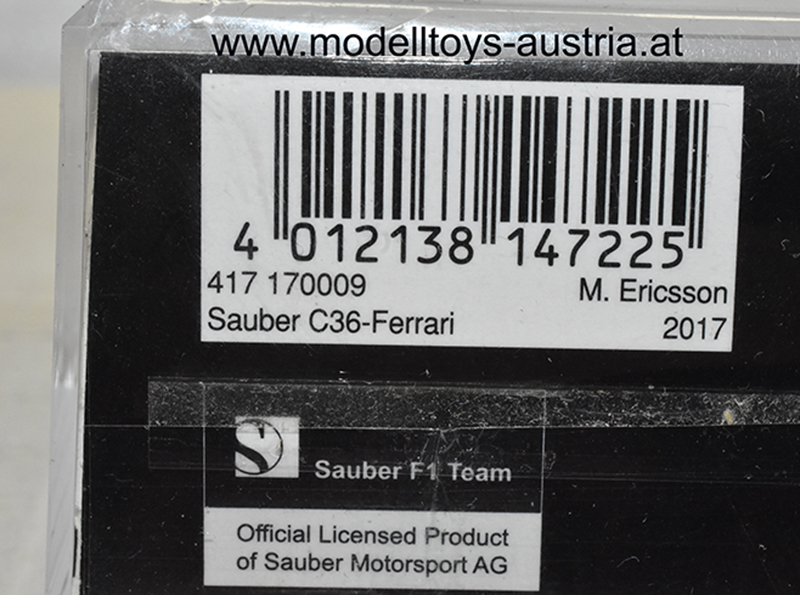 www.modelltoys-austria.at
4 012138 147225
417 170009 M. Ericsson
Sauber C36-Ferrari 2017
S
Sauber F1 Team
Official Licensed Product
of Sauber Motorsport AG